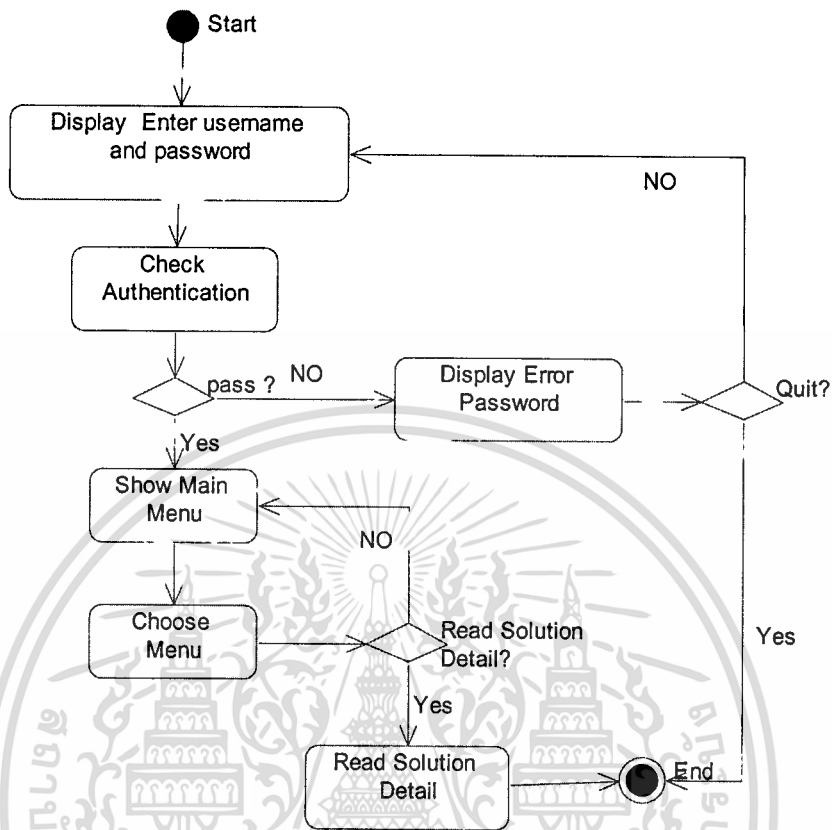 Start
Display Enter username
and password
NO
Check
Authentication
pass ?
NO
Display Error
Password
Quit?
Yes
Show Main
Menu
NO
Choose
Menu
Read Solution
Detail?
Yes
Yes
Read Solution
Detail
End